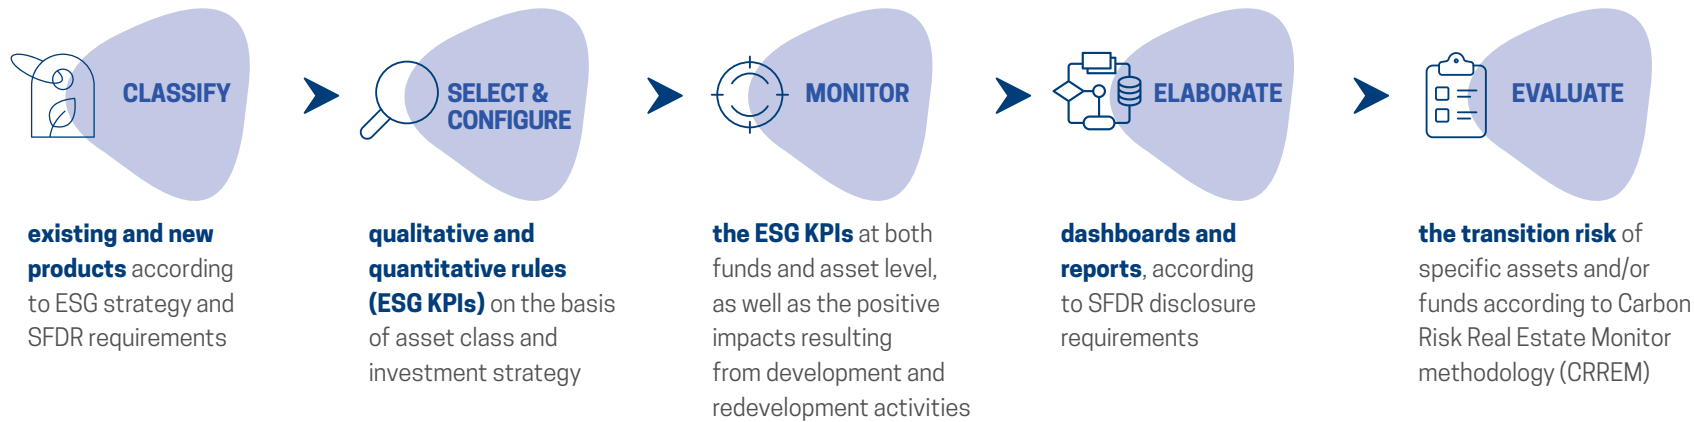 CLASSIFY
existing and new
products according
to ESG strategy and
SFDR requirements
SELECT &
CONFIGURE
qualitative and
quantitative rules
(ESG KPIs) on the basis
of asset class and
investment strategy
MONITOR
the ESG KPIs at both
funds and asset level,
as well as the positive
impacts resulting
from development and
redevelopment activities
ELABORATE
dashboards and
reports, according
to SFDR disclosure
requirements
EVALUATE
the transition risk of
specific assets and/or
funds according to Carbon
Risk Real Estate Monitor
methodology (CRREM)